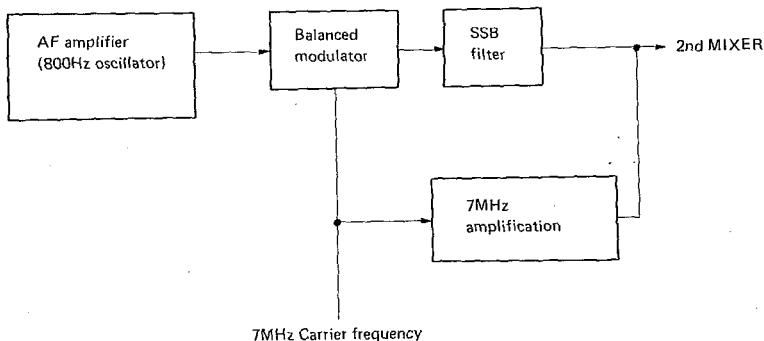 AF amplifier
(800Hz oscillator)
Balanced
modulator
SSB
filter
2nd MIXER
7MHz
amplification
7MHz Carrier frequency